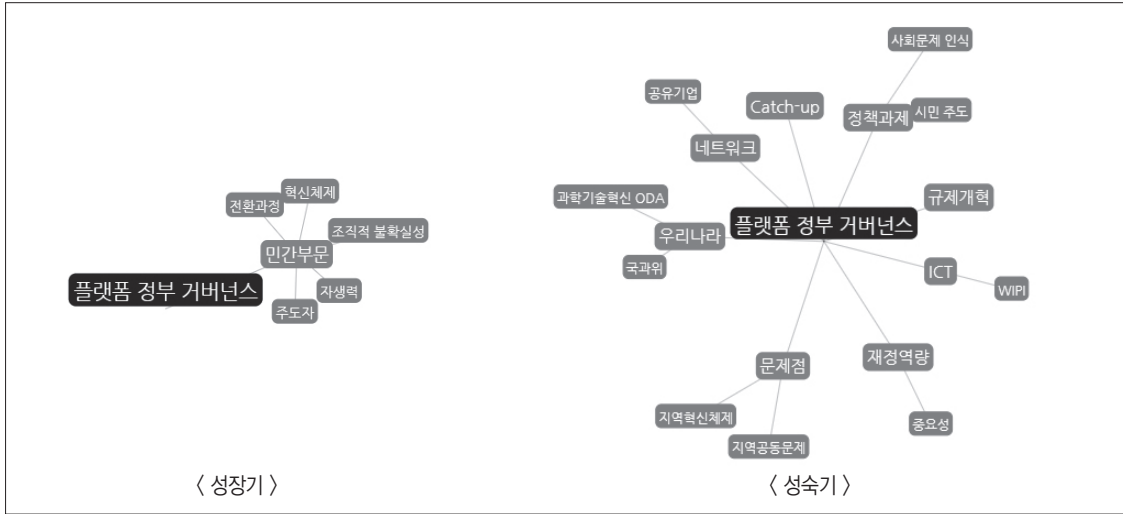 혁신체제
전환과정
조직적 불확실성
민간부문
플랫폼 정부 거버넌스
자생력
주도자
〈 성장기 〉
사회문제 인식
공유기업
Catch-up
정책과제
시민 주도
네트워크
과학기술혁신 ODA
규제개혁
플랫폼 정부 거버넌스
우리나라
국과위
ICT
WIPI
문제점
재정역량
지역혁신체제
중요성
지역공동문제
〈 성숙기 〉